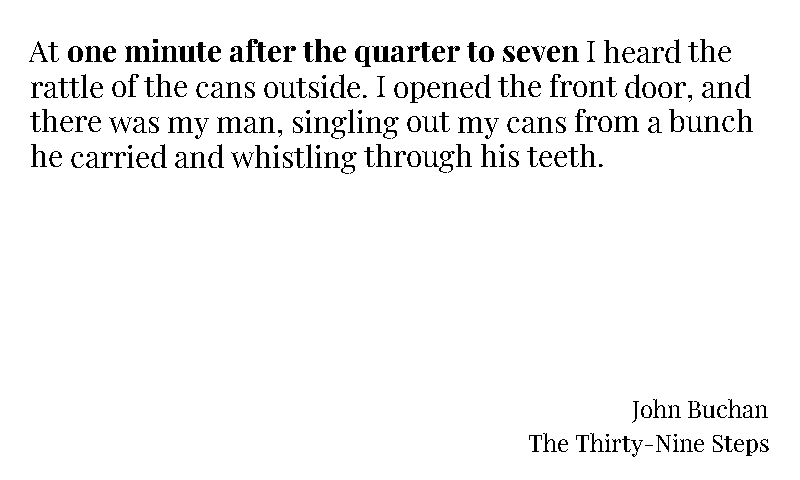 At one minute after the quarter to seven I heard the
rattle of the cans outside. I opened the front door, and
there was my man, singling out my cans from a bunch
he carried and whistling through his teeth.
John Buchan
The Thirty-Nine Steps